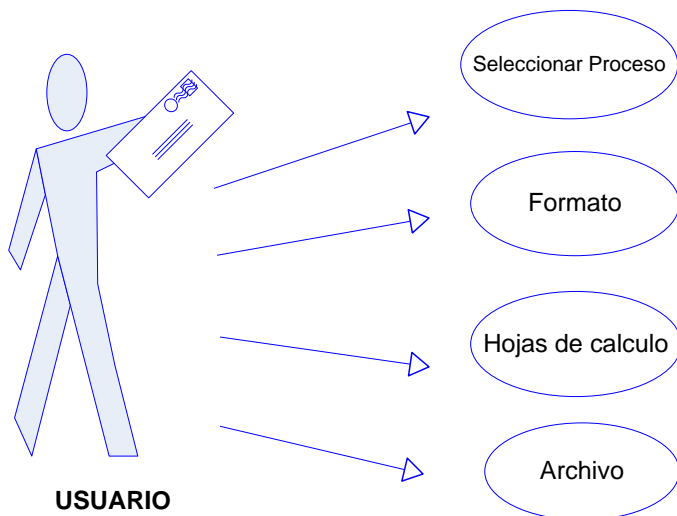 Seleccionar Proceso
Formato
Hojas de calculo
Archivo
USUARIO